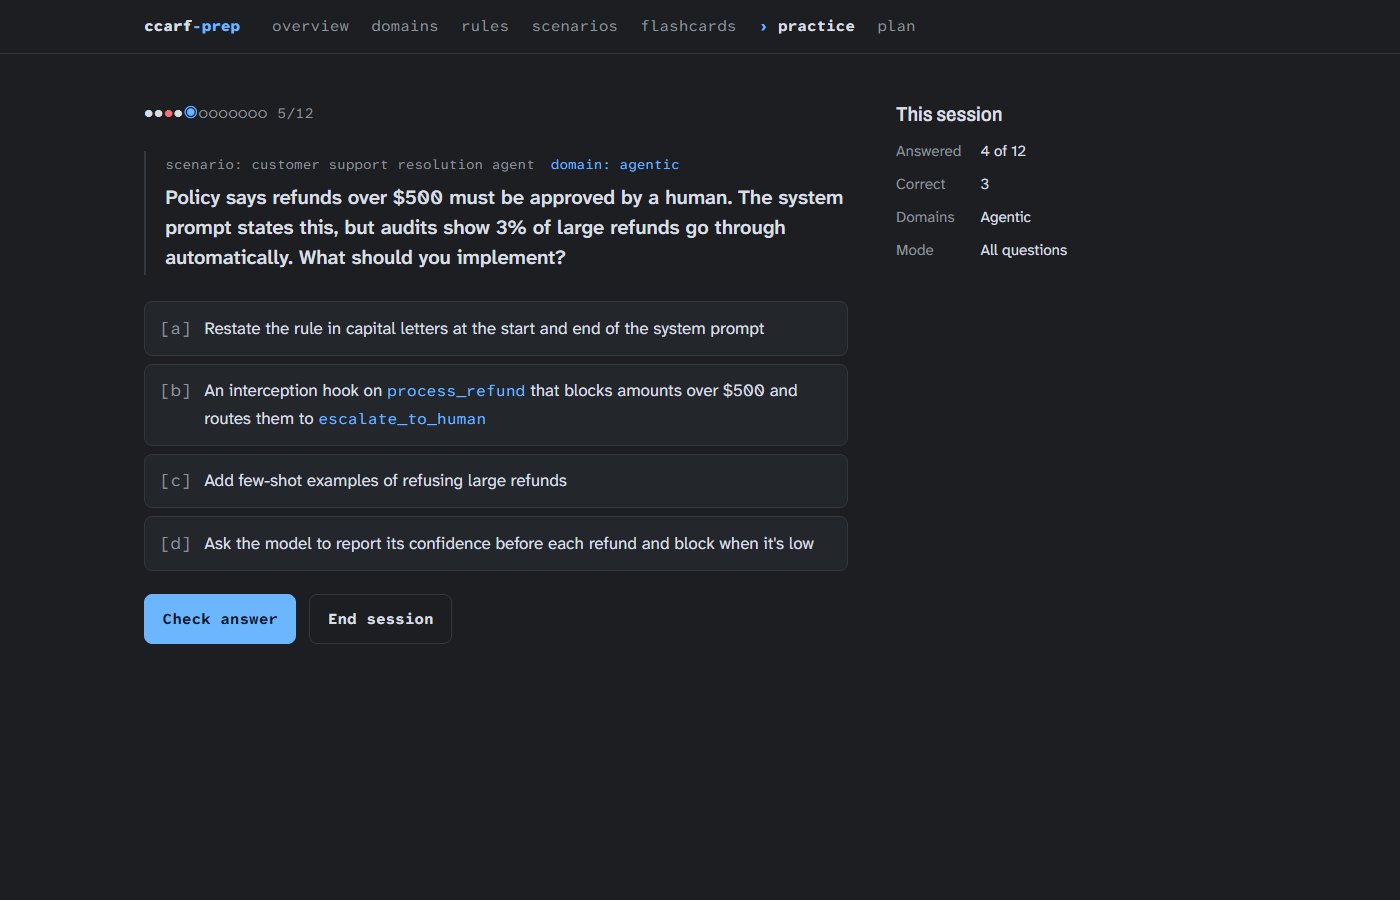 ccarf-prep overview domains rules scenarios flashcards › practice plan
5/12
scenario: customer support resolution agent domain: agentic
Policy says refunds over $500 must be approved by a human. The system
prompt states this, but audits show 3% of large refunds go through
automatically. What should you implement?
[a] Restate the rule in capital letters at the start and end of the system prompt
[b] An interception hook on process_refund that blocks amounts over $500 and
routes them to escalate_to_human
[c] Add few-shot examples of refusing large refunds
[d] Ask the model to report its confidence before each refund and block when it's low
Check answer End session
This session
Answered 4 of 12
Correct 3
Domains Agentic
Mode All questions